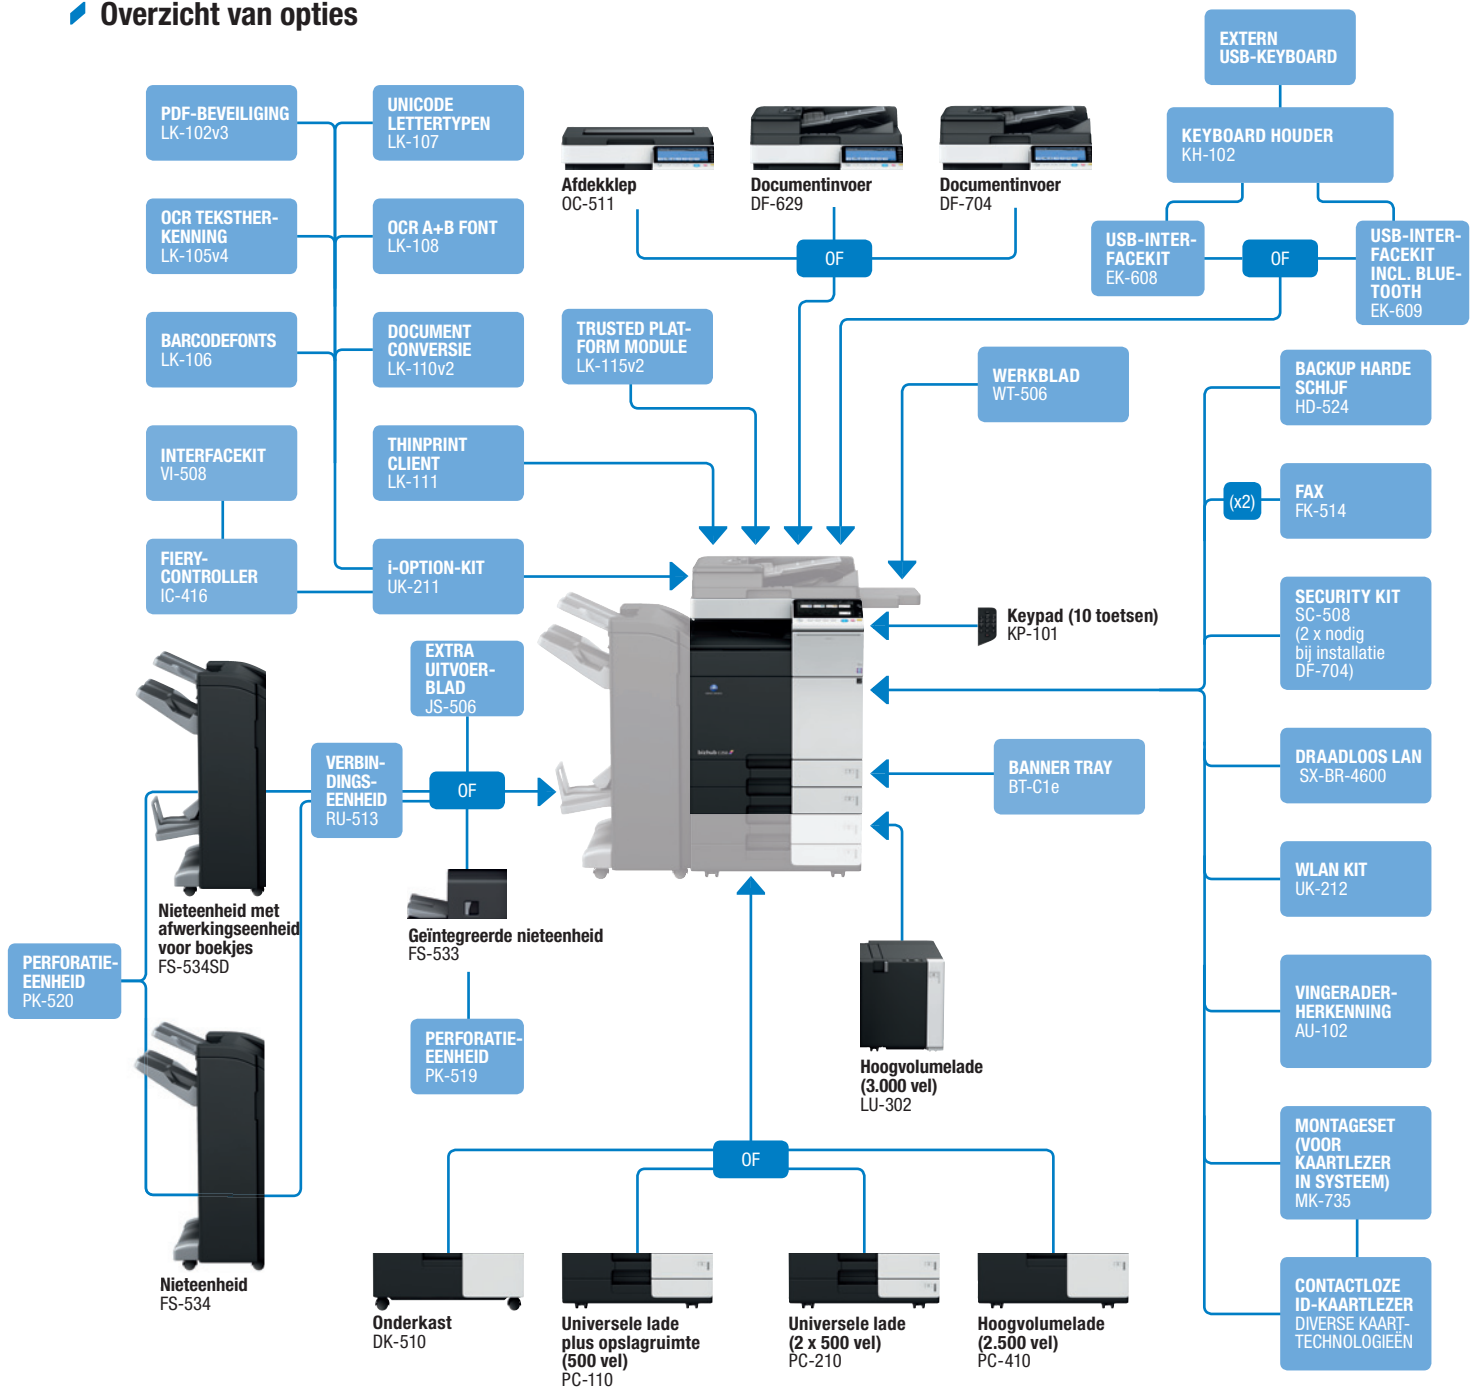 Overzicht van opties
EXTERN
USB-KEYBOARD
PDF-BEVEILIGING
LK-102v3
UNICODE
LETTERTYPEN
LK-107
KEYBOARD HOUDER
KH-102
Afdekklep
OC-511
Documentinvoer
DF-629
Documentinvoer
DF-704
OCR TEKSTHER-
KENNING
LK-105v4
OCR A+B FONT
LK-108
OF
USB-INTER-
FACEKIT
EK-608
OF
USB-INTER-
FACEKIT
INCL. BLUE-
TOOTH
EK-609
BARCODEFONTS
LK-106
DOCUMENT
CONVERSIE
LK-110v2
TRUSTED PLAT-
FORM MODULE
LK-115v2
WERKBLAD
WT-506
BACKUP HARDE
SCHIJF
HD-524
INTERFACEKIT
VI-508
THINPRINT
CLIENT
LK-111
(x2)
FAX
FK-514
FIERY-
CONTROLLER
IC-416
i-OPTION-KIT
UK-211
SECURITY KIT
SC-508
(2 x nodig
bij installatie
DF-704)
Keypad (10 toetsen)
KP-101
EXTRA
UITVOER-
BLAD
JS-506
VERBIN-
DINGS-
EENHEID
RU-513
OF
BANNER TRAY
BT-C1e
DRAADLOOS LAN
SX-BR-4600
WLAN KIT
UK-212
Nieteenheid met
afwerkingseenheid
voor boekjes
FS-534SD
Geïntegreerde nieteenheid
FS-533
PERFORATIE-
EENHEID
PK-520
VINGERADER-
HERKENNING
AU-102
PERFORATIE-
EENHEID
PK-519
Hoogvolumelade
(3.000 vel)
LU-302
MONTAGESET
(VOOR
KAARTLEZER
IN SYSTEEM)
MK-735
OF
Nieteenheid
FS-534
CONTACTLOZE
ID-KAARTLEZER
DIVERSE KAART-
TECHNOLOGIEËN
Onderkast
DK-510
Universele lade
plus opslagruimte
(500 vel)
PC-110
Universele lade
(2 x 500 vel)
PC-210
Hoogvolumelade
(2.500 vel)
PC-410